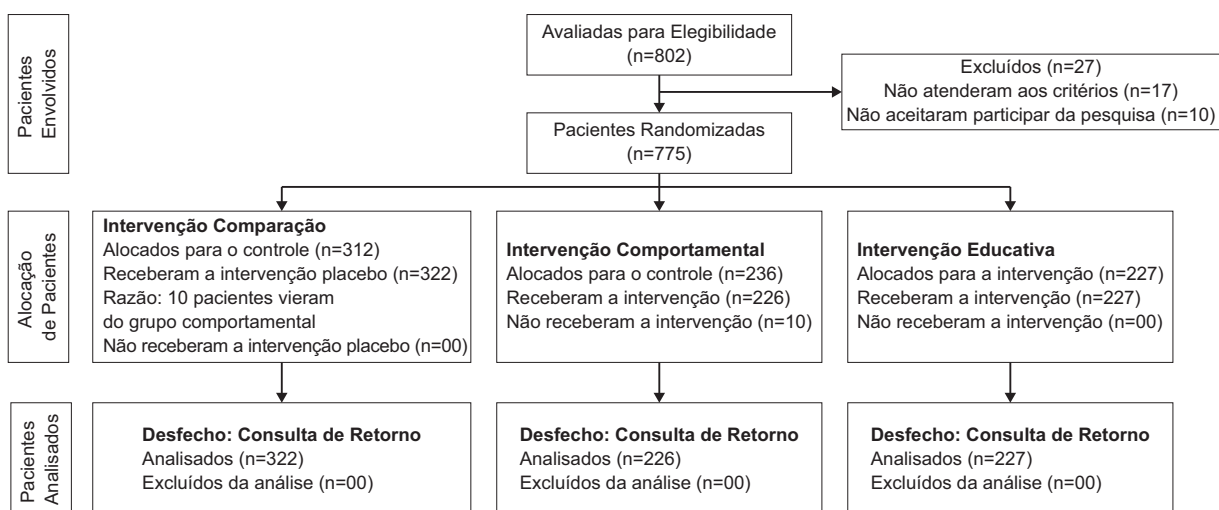 Pacientes
Envolvidos
Avaliadas para Elegibilidade
(n=802)
Excluídos (n=27)
Não atenderam aos critérios (n=17)
Não aceitaram participar da pesquisa (n=10)
Pacientes Randomizadas
(n=775)
Alocação
de Pacientes
Intervenção Comparação
Alocados para o controle (n=312)
Receberam a intervenção placebo (n=322)
Razão: 10 pacientes vieram
do grupo comportamental
Não receberam a intervenção placebo (n=00)
Intervenção Comportamental
Alocados para o controle (n=236)
Receberam a intervenção (n=226)
Não receberam a intervenção (n=10)
Intervenção Educativa
Alocados para a intervenção (n=227)
Receberam a intervenção (n=227)
Não receberam a intervenção (n=00)
Pacientes
Analisados
Desfecho: Consulta de Retorno
Analisados (n=322)
Excluídos da análise (n=00)
Desfecho: Consulta de Retorno
Analisados (n=226)
Excluídos da análise (n=00)
Desfecho: Consulta de Retorno
Analisados (n=227)
Excluídos da análise (n=00)